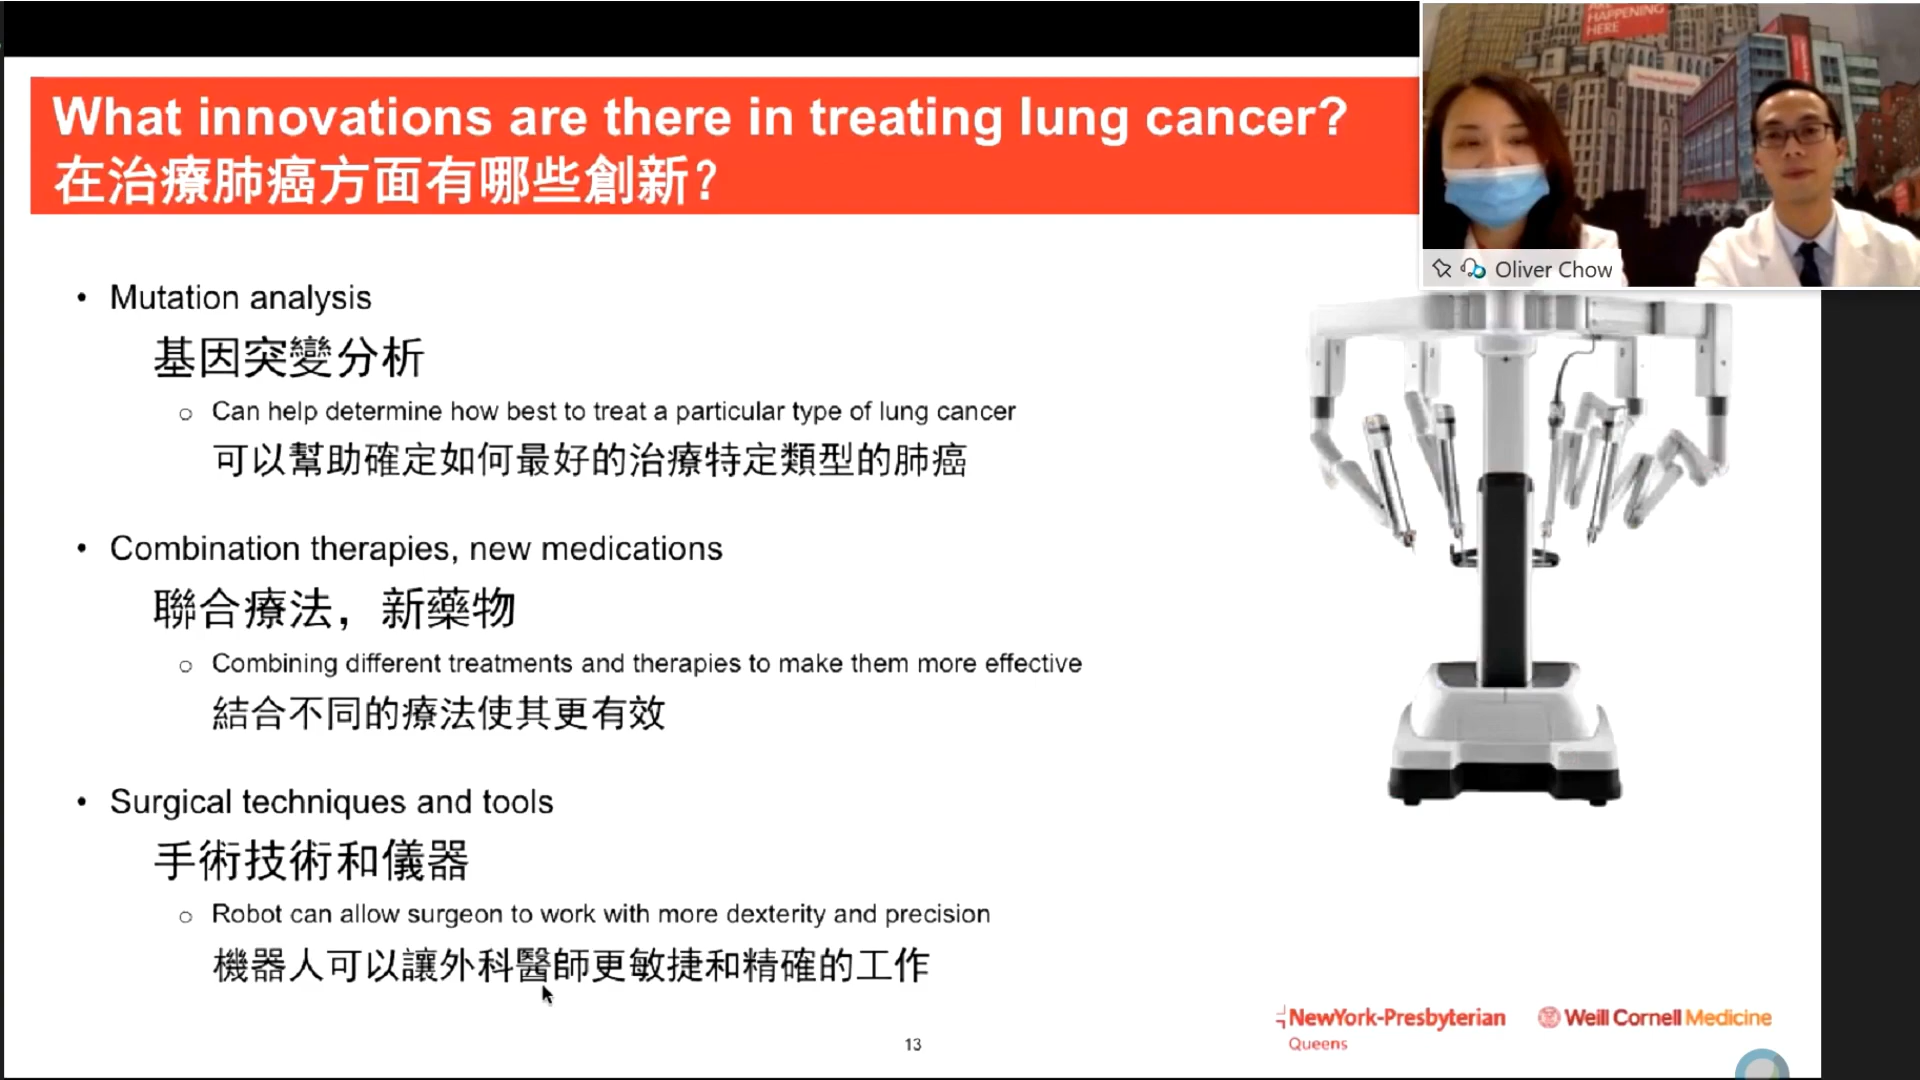 What innovations are there in treating lung cancer?
在治療肺癌方面有哪些創新?
• Mutation analysis
基因突變分析
○ Can help determine how best to treat a particular type of lung cancer
可以幫助確定如何最好的治療特定類型的肺癌
• Combination therapies, new medications
聯合療法，新藥物
○ Combining different treatments and therapies to make them more effective
結合不同的療法使其更有效
• Surgical techniques and tools
手術技術和儀器
○ Robot can allow surgeon to work with more dexterity and precision
機器人可以讓外科醫師更敏捷和精確的工作
HAPPENING
HERE
Oliver Chow
NewYork-Presbyterian
Queens
Weill Cornell Medicine
13